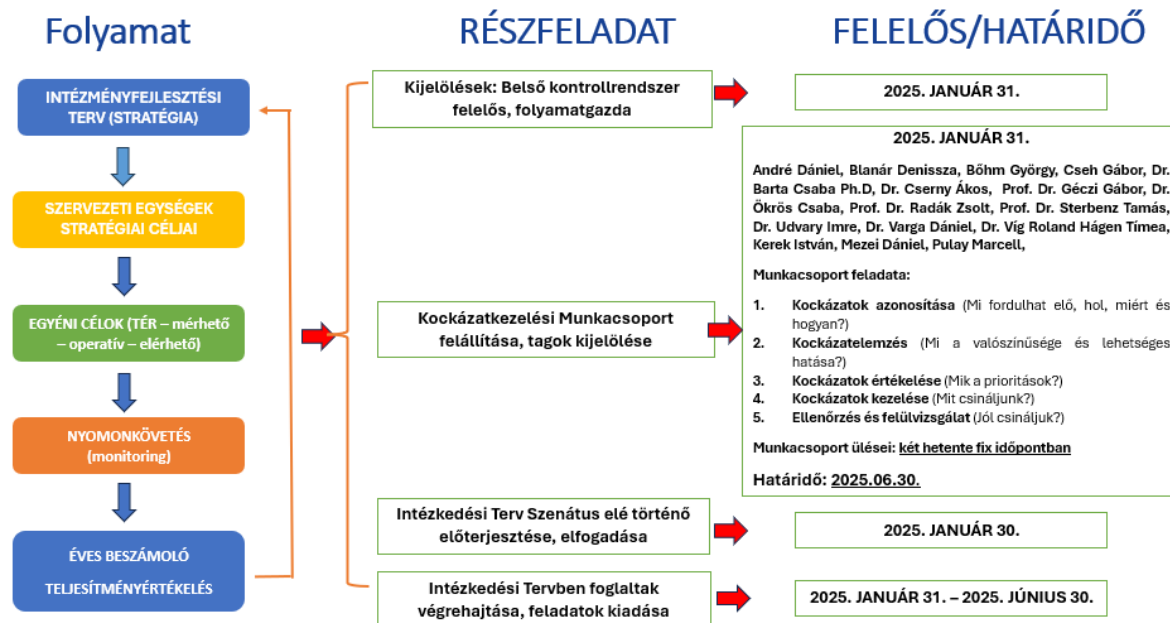 Folyamat
RÉSZFELADAT
FELELŐS/HATÁRIDŐ
INTÉZMÉNYFEJLESZTÉSI
TERV (STRATÉGIA)
SZERVEZETI EGYSÉGEK
STRATÉGIAI CÉLJAI
EGYÉNI CÉLOK (TÉR – mérhető
– operatív – elérhető)
NYOMONKÖVETÉS
(monitoring)
ÉVES BESZÁMOLÓ
TELJESÍTMÉNYÉRTÉKELÉS
Kijelölések: Belső kontrollrendszer
felelős, folyamatgazda
2025. JANUÁR 31.
Kockázatkezelési Munkacsoport
felállítása, tagok kijelölése
2025. JANUÁR 31.
André Dániel, Blanár Denissza, Bőhm György, Cseh Gábor, Dr.
Barta Csaba Ph.D, Dr. Cserny Ákos, Prof. Dr. Géczi Gábor, Dr.
Ökrös Csaba, Prof. Dr. Radák Zsolt, Prof. Dr. Sterbenz Tamás,
Dr. Udvary Imre, Dr. Varga Dániel, Dr. Víg Roland Hágen Tímea,
Kerek István, Mezei Dániel, Pulay Marcell,
Munkacsoport feladata:
1. Kockázatok azonosítása (Mi fordulhat elő, hol, miért és
hogyan?)
2. Kockázatelemzés (Mi a valószínűsége és lehetséges
hatása?)
3. Kockázatok értékelése (Mik a prioritások?)
4. Kockázatok kezelése (Mit csináljunk?)
5. Ellenőrzés és felülvizsgálat (Jól csináljuk?)
Munkacsoport ülései: két hetente fix időpontban
Határidő: 2025.06.30.
Intézkedési Terv Szenátus elé történő
előterjesztése, elfogadása
2025. JANUÁR 30.
Intézkedési Tervben foglaltak
végrehajtása, feladatok kiadása
2025. JANUÁR 31. – 2025. JÚNIUS 30.